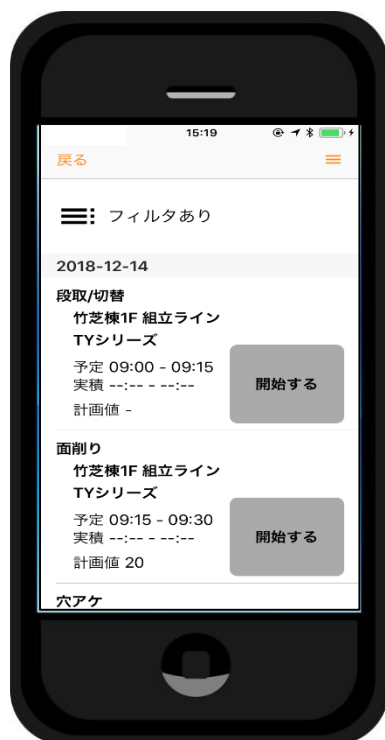 15:19
戻る
フィルタあり
2018-12-14
段取/切替
竹芝棟1F 組立ライン
TYシリーズ
予定 09:00 - 09:15
実績 --:-- - --:--
計画値 -
開始する
面削り
竹芝棟1F 組立ライン
TYシリーズ
予定 09:15 - 09:30
実績 --:-- - --:--
計画値 20
開始する
穴アケ